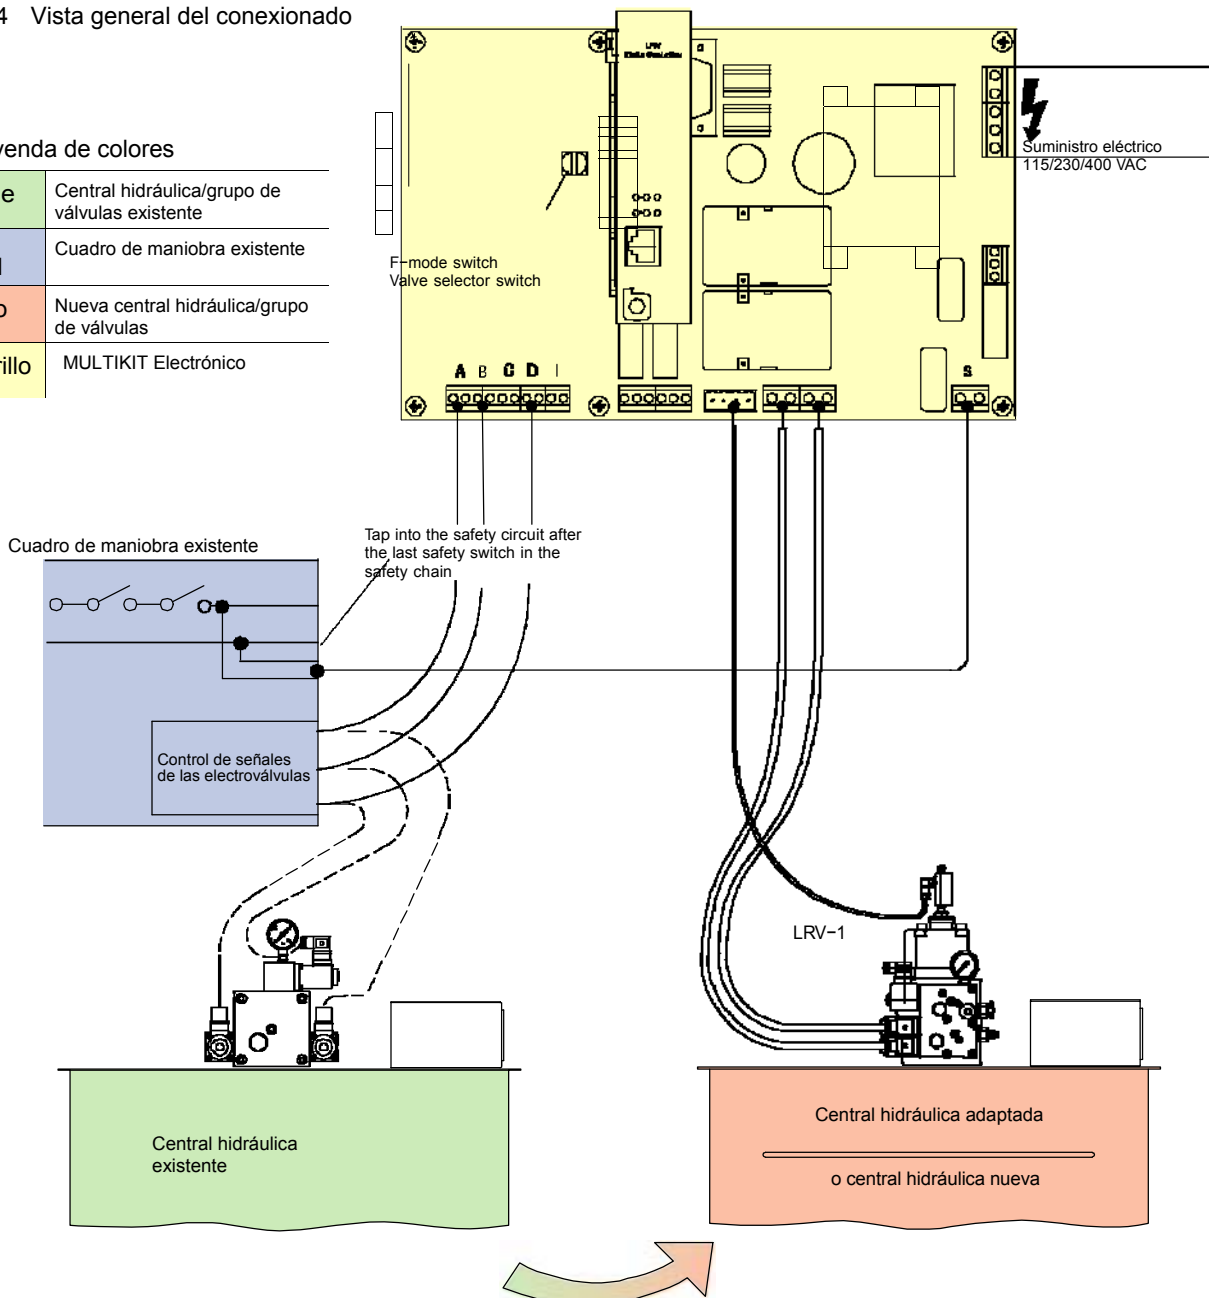 4 Vista general del conexionado
yenda de colores
e
Central hidráulica/grupo de
válvulas existente
l
Cuadro de maniobra existente
o
Nueva central hidráulica/grupo
de válvulas
rillo
MULTIKIT Electrónico
LRV
Suministro eléctrico
115/230/400 VAC
F-mode switch
Valve selector switch
A B C D I
S
Cuadro de maniobra existente
Tap into the safety circuit after
the last safety switch in the
safety chain
Control de señales
de las electroválvulas
LRV-1
Central hidráulica
existente
Central hidráulica adaptada
o central hidráulica nueva